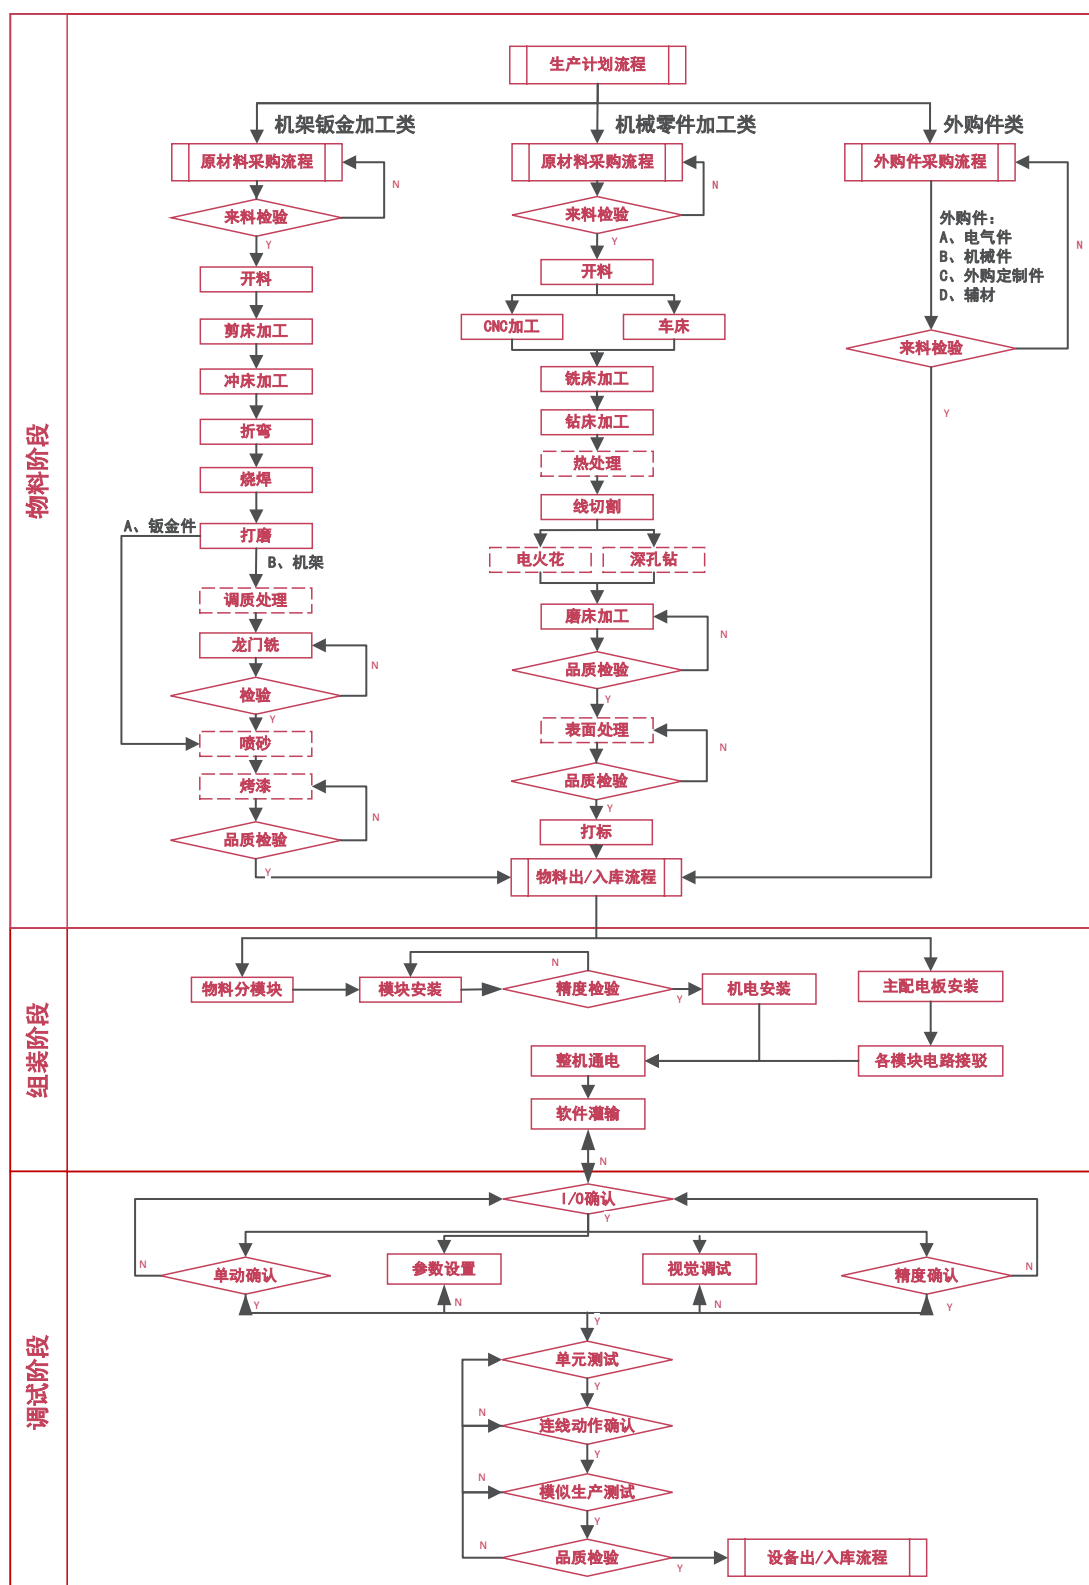 物料阶段
生产计划流程
机架钣金加工类
机械零件加工类
外购件类
原材料采购流程
N
来料检验
Y
开料
剪床加工
冲床加工
折弯
烧焊
打磨
A、钣金件
B、机架
调质处理
龙门铣
N
检验
Y
喷砂
烤漆
N
品质检验
Y
原材料采购流程
N
来料检验
Y
开料
CNC加工
车床
铣床加工
钻床加工
热处理
线切割
电火花
深孔钻
磨床加工
N
品质检验
Y
表面处理
N
品质检验
Y
打标
物料出/入库流程
外购件采购流程
外购件：
A、电气件
B、机械件
C、外购定制件
D、辅材
N
来料检验
Y
组装阶段
物料分模块
模块安装
N
精度检验
Y
机电安装
主配电板安装
整机通电
各模块电路接驳
软件灌输
N
调试阶段
I/O确认
Y
N
单动确认
Y
参数设置
N
视觉调试
N
精度确认
N
Y
Y
单元测试
Y
N
连线动作确认
Y
N
模似生产测试
Y
N
品质检验
Y
设备出/入库流程